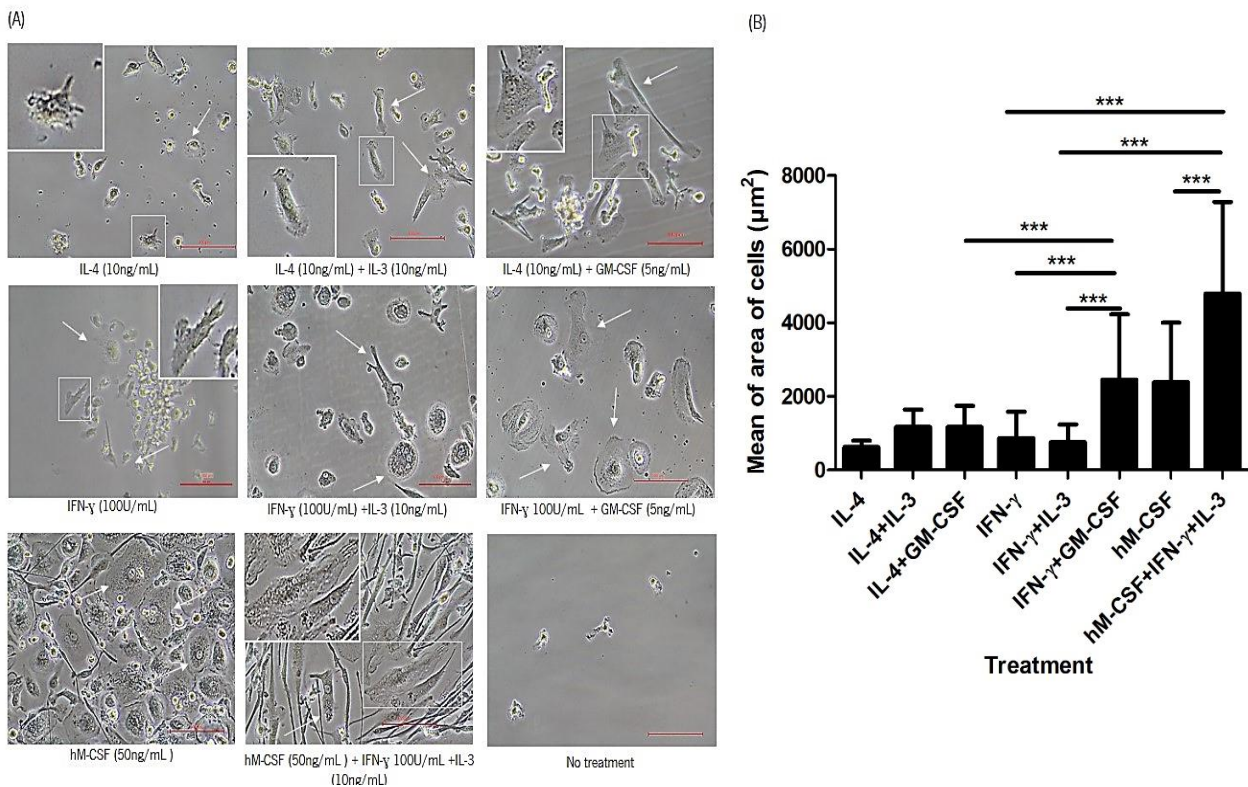 (A)
IL-4 (10ng/mL)
IL-4 (10ng/mL) + IL-3 (10ng/mL)
IL-4 (10ng/mL) + GM-CSF (5ng/mL)
IFN-γ (100U/mL)
IFN-γ (100U/mL) +IL-3 (10ng/mL)
IFN-γ 100U/mL + GM-CSF (5ng/mL)
hM-CSF (50ng/mL )
hM-CSF (50ng/mL ) + IFN-γ 100U/mL +IL-3
(10ng/mL)
No treatment
(B)
***
***
***
***
***
***
Mean of area of cells (µm²)
8000
6000
4000
2000
0
IL-4
IL-4+IL-3
IL-4+GM-CSF
IFN-γ
IFN-γ+IL-3
IFN-γ+GM-CSF
hM-CSF
hM-CSF+IFN-γ+IL-3
Treatment